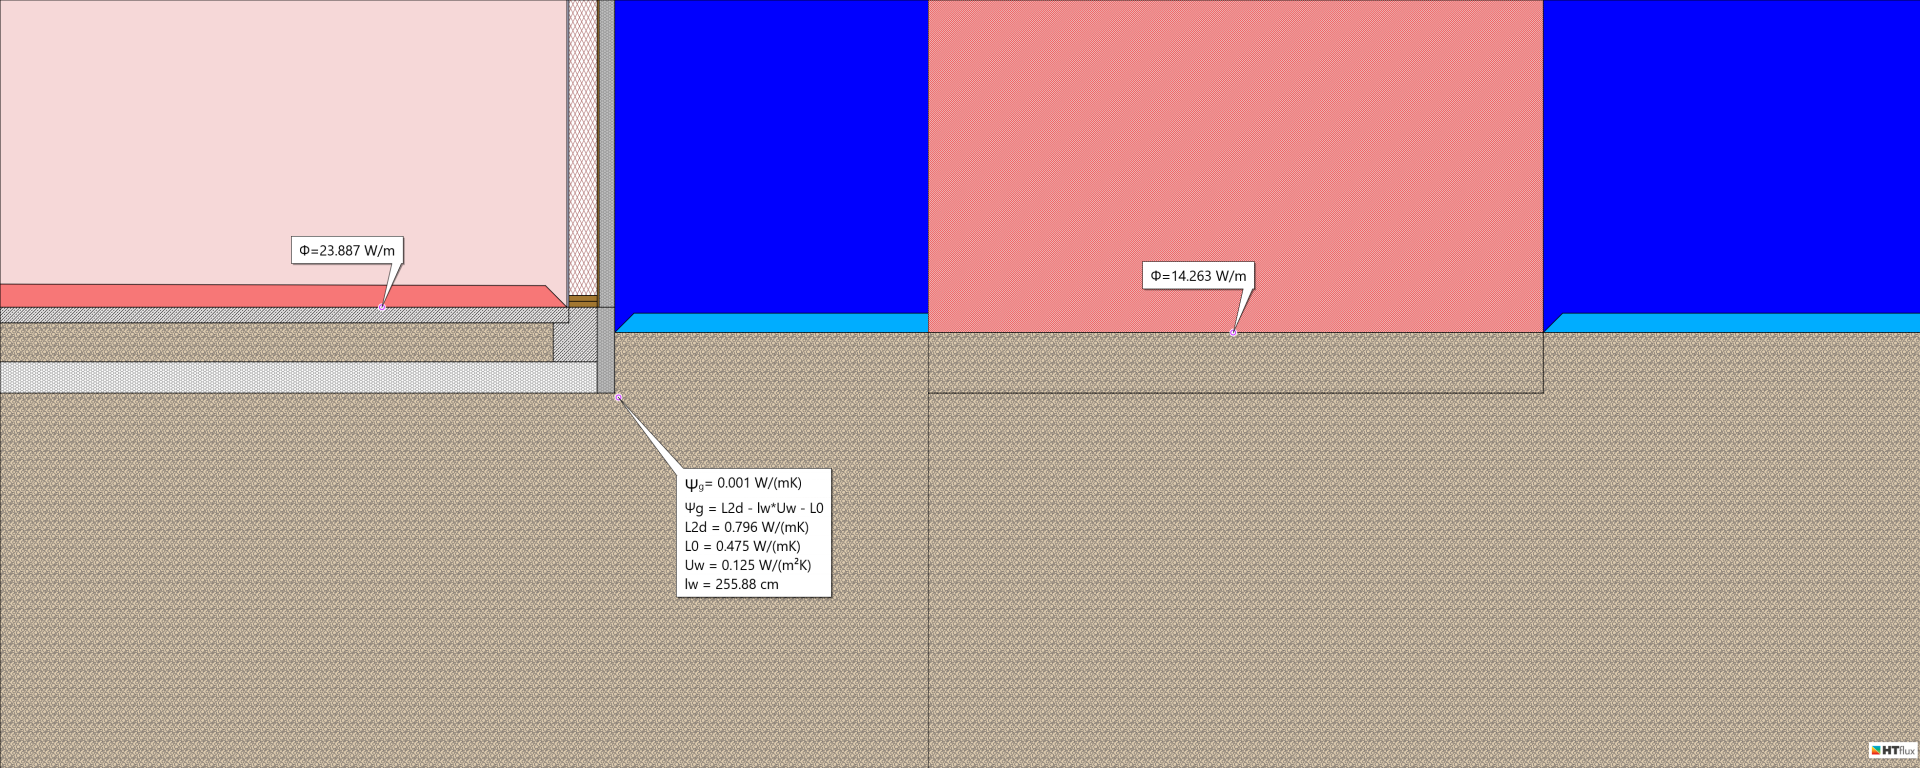 Φ=23.887 W/m
Φ=14.263 W/m
Ψg= 0.001 W/(mK)
Ψg = L2d - lw*Uw - L0
L2d = 0.796 W/(mK)
L0 = 0.475 W/(mK)
Uw = 0.125 W/(m²K)
lw = 255.88 cm
HTflux